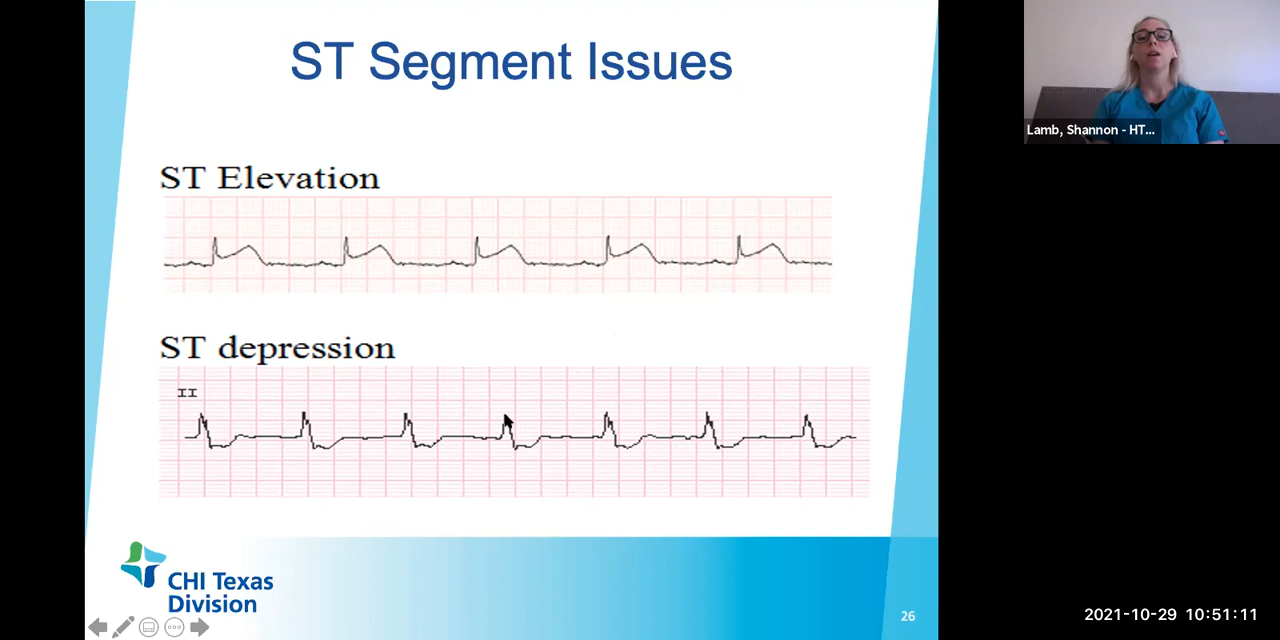 ST Segment Issues
Lamb, Shannon - HT...
ST Elevation
ST depression
II
CHI Texas
Division
26
2021-10-29 10:51:11